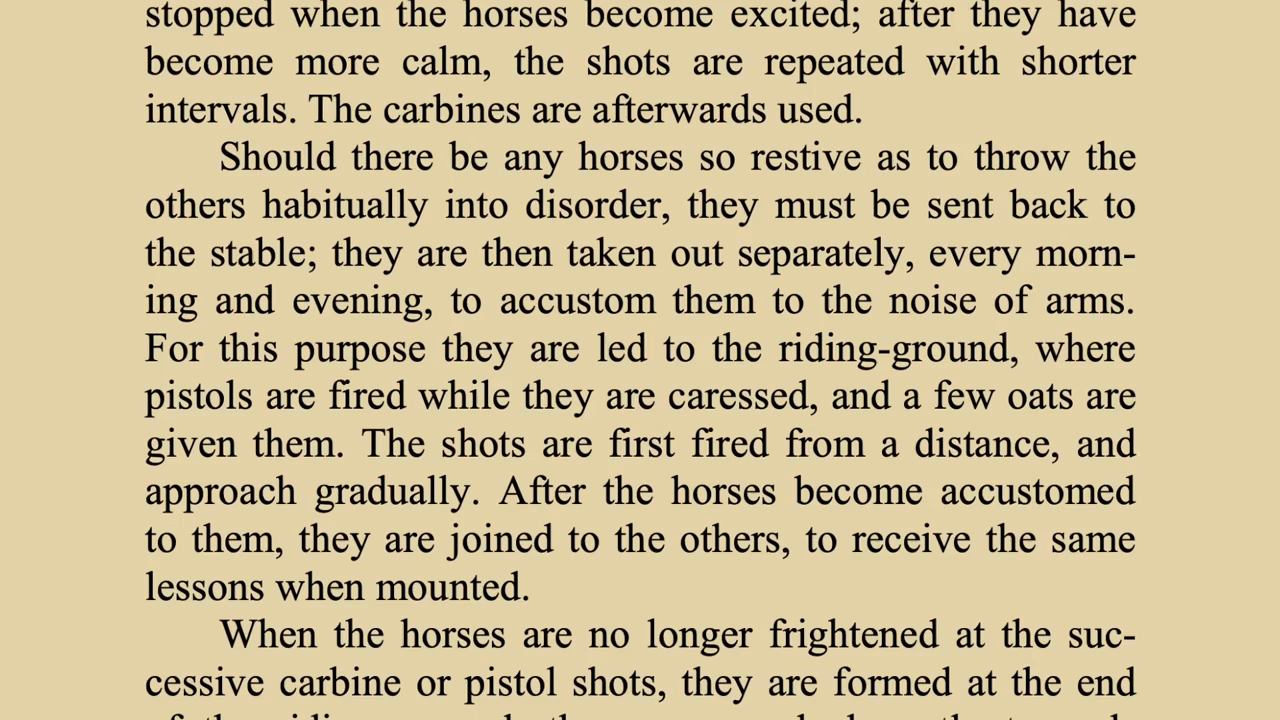 stopped when the horses become excited; after they have
become more calm, the shots are repeated with shorter
intervals. The carbines are afterwards used.
Should there be any horses so restive as to throw the
others habitually into disorder, they must be sent back to
the stable; they are then taken out separately, every morn-
ing and evening, to accustom them to the noise of arms.
For this purpose they are led to the riding-ground, where
pistols are fired while they are caressed, and a few oats are
given them. The shots are first fired from a distance, and
approach gradually. After the horses become accustomed
to them, they are joined to the others, to receive the same
lessons when mounted.
When the horses are no longer frightened at the suc-
cessive carbine or pistol shots, they are formed at the end